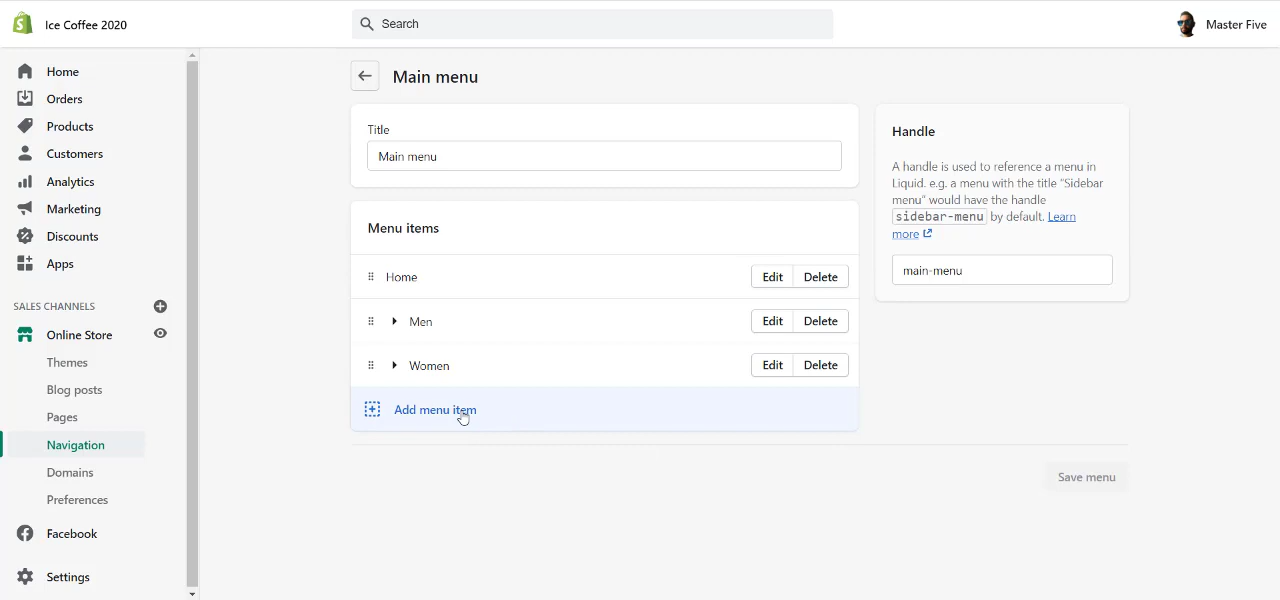 Ice Coffee 2020
Search
Master Five
Home
Orders
Products
Customers
Analytics
Marketing
Discounts
Apps
SALES CHANNELS
Online Store
Themes
Blog posts
Pages
Navigation
Domains
Preferences
Facebook
Settings
Main menu
Title
Main menu
Menu items
Home Edit Delete
Men Edit Delete
Women Edit Delete
Add menu item
Handle
A handle is used to reference a menu in
Liquid. e.g. a menu with the title "Sidebar
menu" would have the handle
sidebar-menu by default. Learn
more
main-menu
Save menu